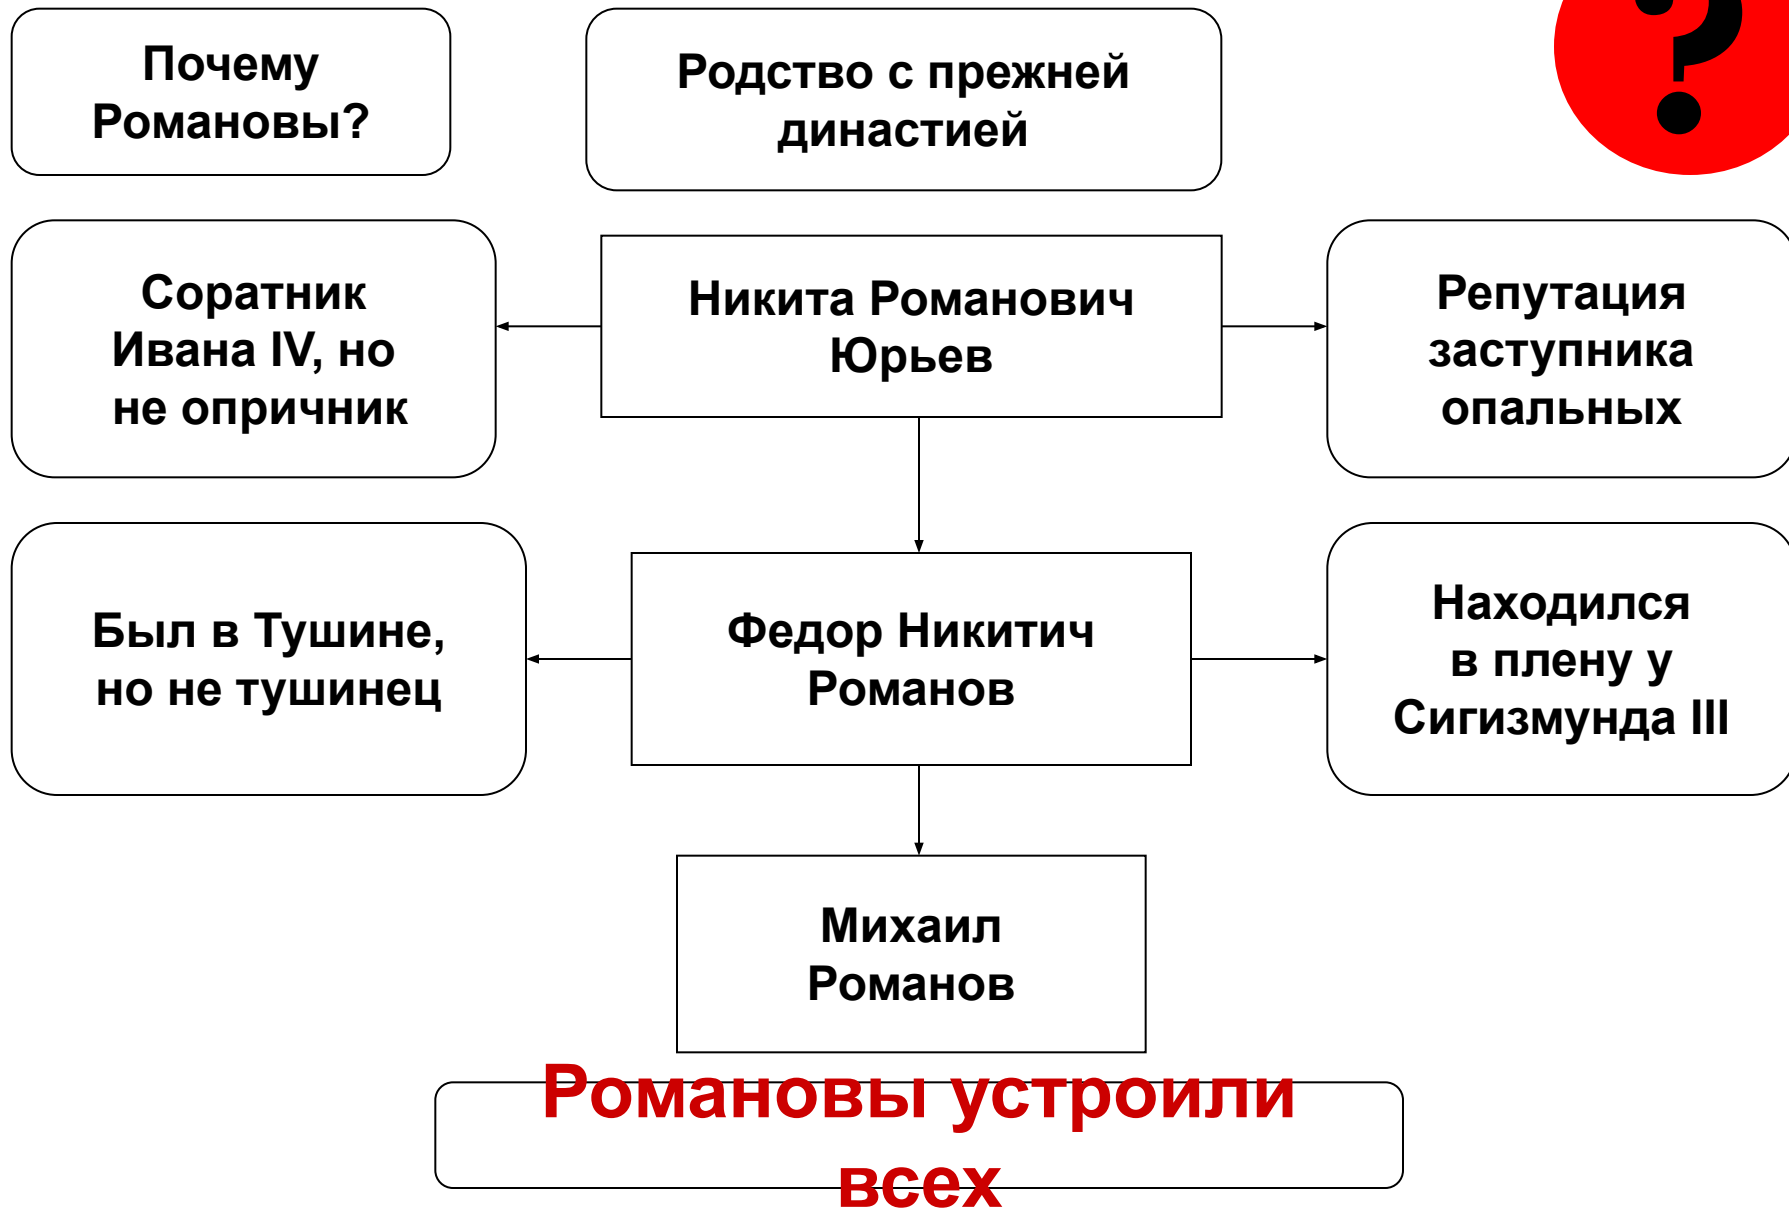 Почему
Романовы?
Родство с прежней
династией
?
Соратник
Ивана IV, но
не опричник
Никита Романович
Юрьев
Репутация
заступника
опальных
Был в Тушине,
но не тушинец
Федор Никитич
Романов
Находился
в плену у
Сигизмунда III
Михаил
Романов
Романовы устроили
всех